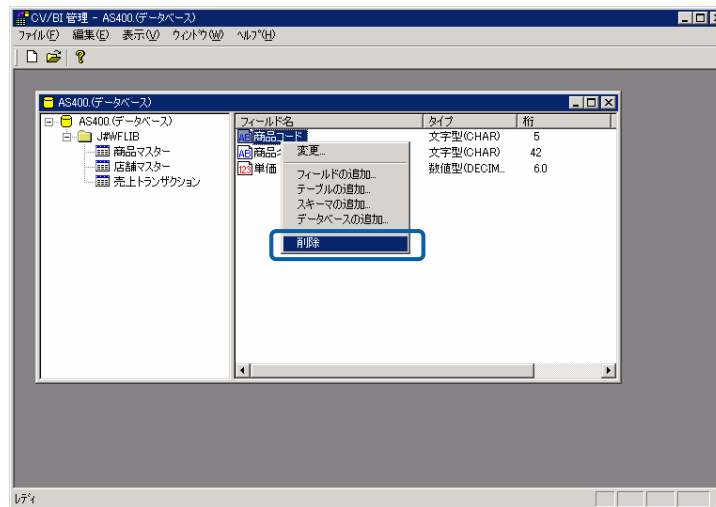 CV/BI 管理 - AS400.(データベース)
ファイル(F) 編集(E) 表示(V) ウィンドウ(W) ヘルプ(H)
AS400.(データベース)
AS400.(データベース)
J#WFLIB
商品マスター
店舗マスター
売上トランザクション
フィールド名 タイプ 桁
AB 商品コード 文字型(CHAR) 5
AB 商品 文字型(CHAR) 42
123 単価 数値型(DECIM... 6.0
変更...
フィールドの追加...
テーブルの追加...
スキーマの追加...
データベースの追加...
削除
レディ